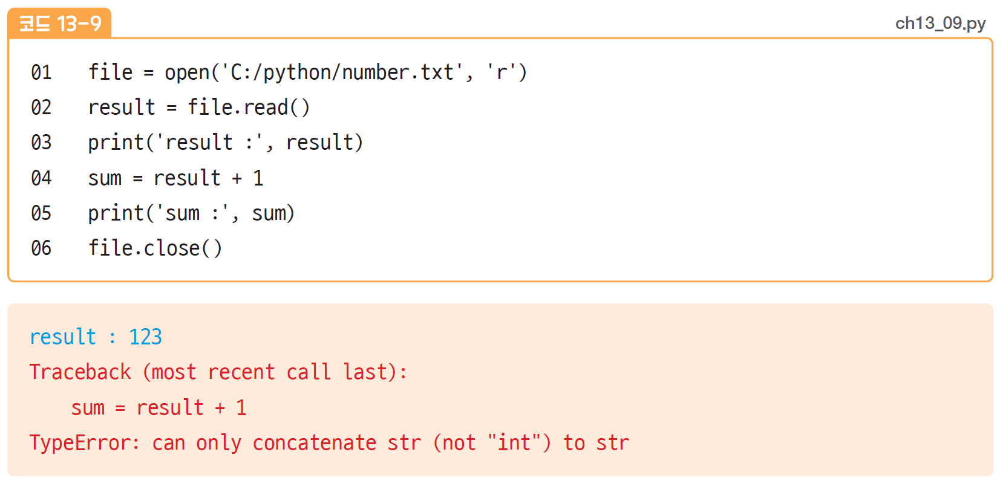 코드 13-9
ch13_09.py
01 file = open('C:/python/number.txt', 'r')
02 result = file.read()
03 print('result :', result)
04 sum = result + 1
05 print('sum :', sum)
06 file.close()
result : 123
Traceback (most recent call last):
sum = result + 1
TypeError: can only concatenate str (not "int") to str